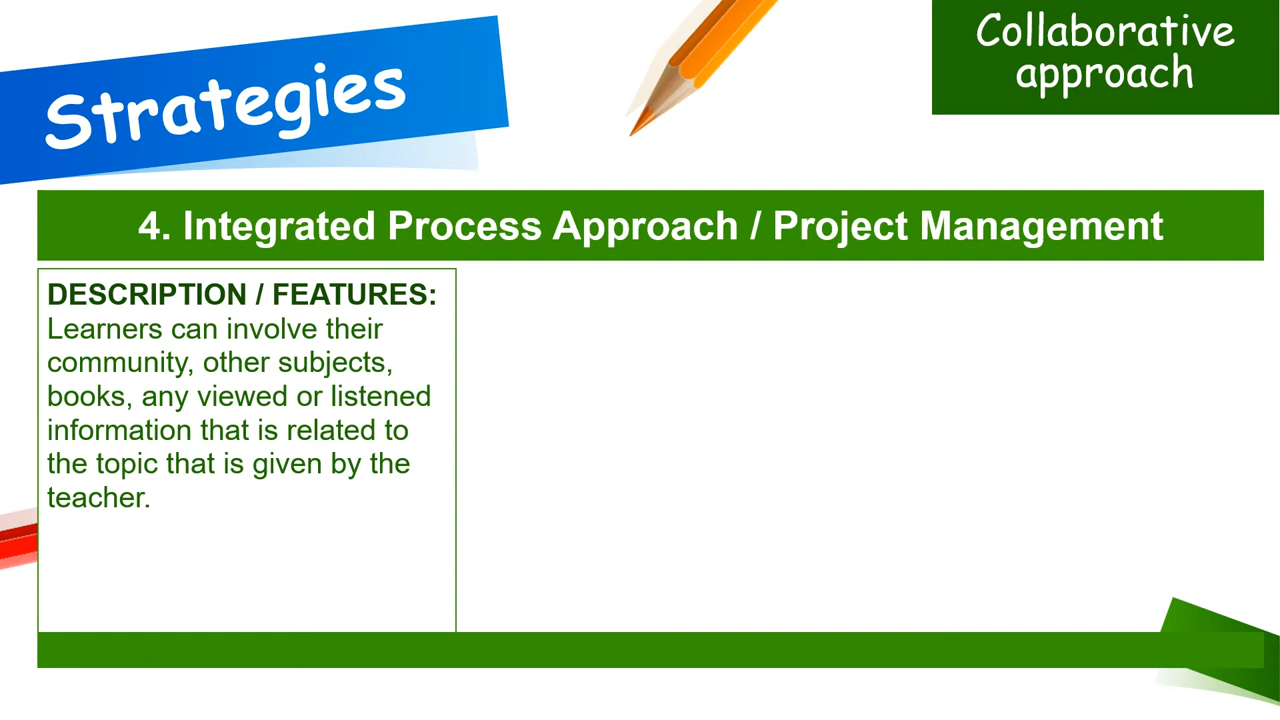 Strategies
Collaborative
approach
4. Integrated Process Approach / Project Management
DESCRIPTION / FEATURES:
Learners can involve their
community, other subjects,
books, any viewed or listened
information that is related to
the topic that is given by the
teacher.